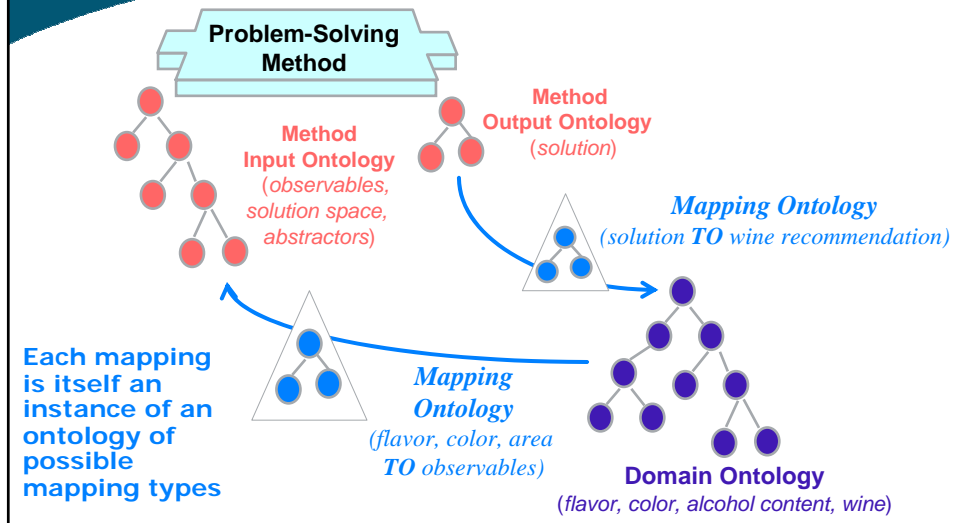 Problem-Solving
Method
Method
Input Ontology
(observables,
solution space,
abstractors)
Method
Output Ontology
(solution)
Mapping Ontology
(solution TO wine recommendation)
Each mapping
is itself an
instance of an
ontology of
possible
mapping types
Mapping
Ontology
(flavor, color, area
TO observables)
Domain Ontology
(flavor, color, alcohol content, wine)